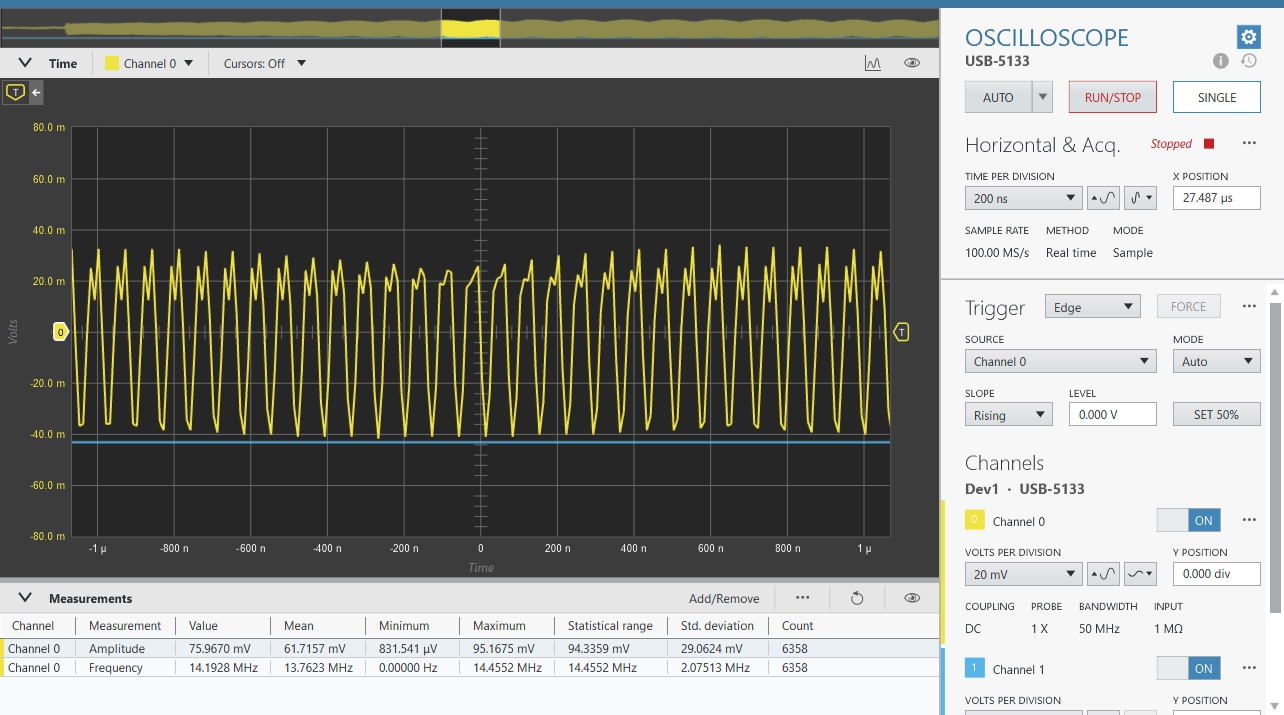 OSCILLOSCOPE
USB-5133
AUTO RUN/STOP SINGLE
Time Channel 0 Cursors: Off
T
80.0 m
60.0 m
40.0 m
20.0 m
0
T
-20.0 m
-40.0 m
-60.0 m
-80.0 m
Volts
-1 µ -800 n -600 n -400 n -200 n 0 200 n 400 n 600 n 800 n 1 µ
Time
Horizontal & Acq. Stopped
TIME PER DIVISION X POSITION
200 ns 27.487 µs
SAMPLE RATE METHOD MODE
100.00 MS/s Real time Sample
Trigger Edge FORCE
SOURCE MODE
Channel 0 Auto
SLOPE LEVEL
Rising 0.000 V SET 50%
Channels
Dev1 · USB-5133
0 Channel 0 ON
VOLTS PER DIVISION Y POSITION
20 mV 0.000 div
COUPLING PROBE BANDWIDTH INPUT
DC 1 X 50 MHz 1 MΩ
1 Channel 1 ON
VOLTS PER DIVISION Y POSITION
Measurements Add/Remove
Channel Measurement Value Mean Minimum Maximum Statistical range Std. deviation Count
Channel 0 Amplitude 75.9670 mV 61.7157 mV 831.541 µV 95.1675 mV 94.3359 mV 29.0624 mV 6358
Channel 0 Frequency 14.1928 MHz 13.7623 MHz 0.00000 Hz 14.4552 MHz 14.4552 MHz 2.07513 MHz 6358